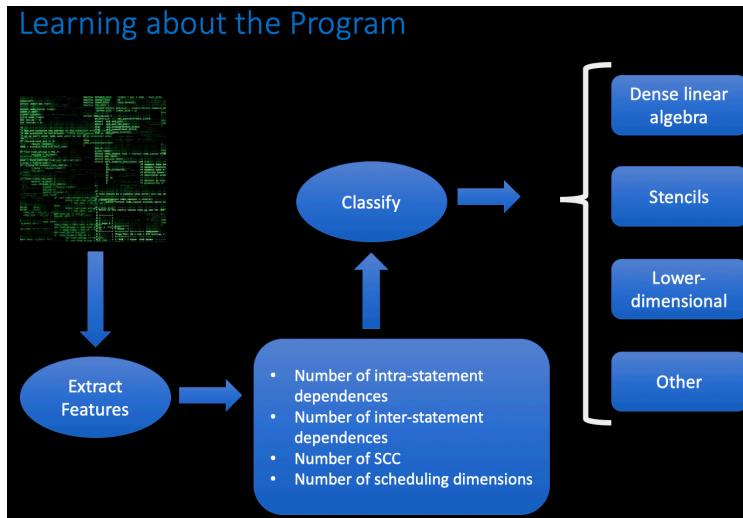 Learning about the Program
Dense linear
algebra
Classify
Stencils
Lower-
dimensional
Extract
Features
• Number of intra-statement
dependences
• Number of inter-statement
dependences
• Number of SCC
• Number of scheduling dimensions
Other